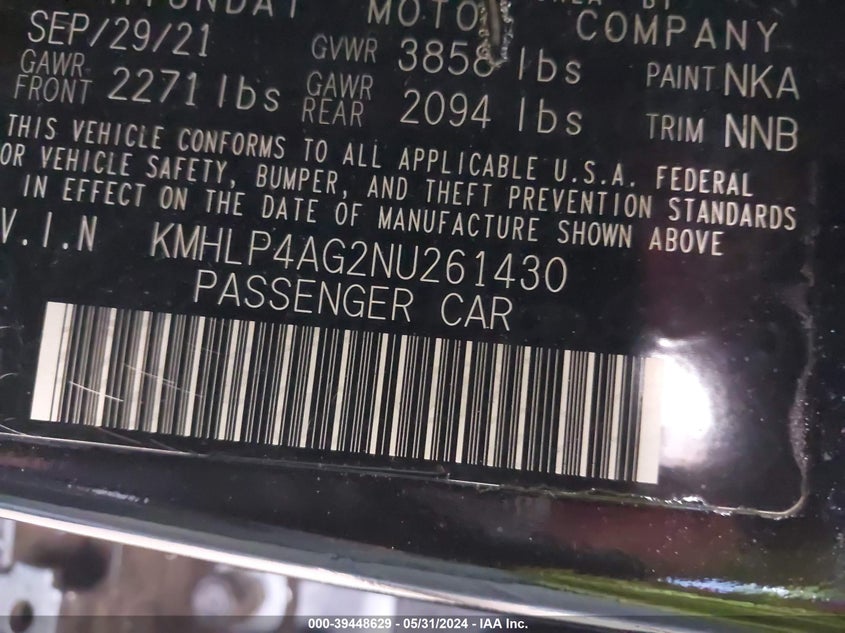 MOTO COMPANY
SEP/29/21 GVWR 3858 lbs PAINT NKA
GAWR FRONT 2271 lbs GAWR REAR 2094 lbs TRIM NNB
THIS VEHICLE CONFORMS TO ALL APPLICABLE U.S.A. FEDERAL
OR VEHICLE SAFETY, BUMPER, AND THEFT PREVENTION STANDARDS
IN EFFECT ON THE DATE OF MANUFACTURE SHOWN ABOVE
V.I.N KMHLP4AG2NU261430
PASSENGER CAR
000-39448629 - 05/31/2024 - IAA Inc.